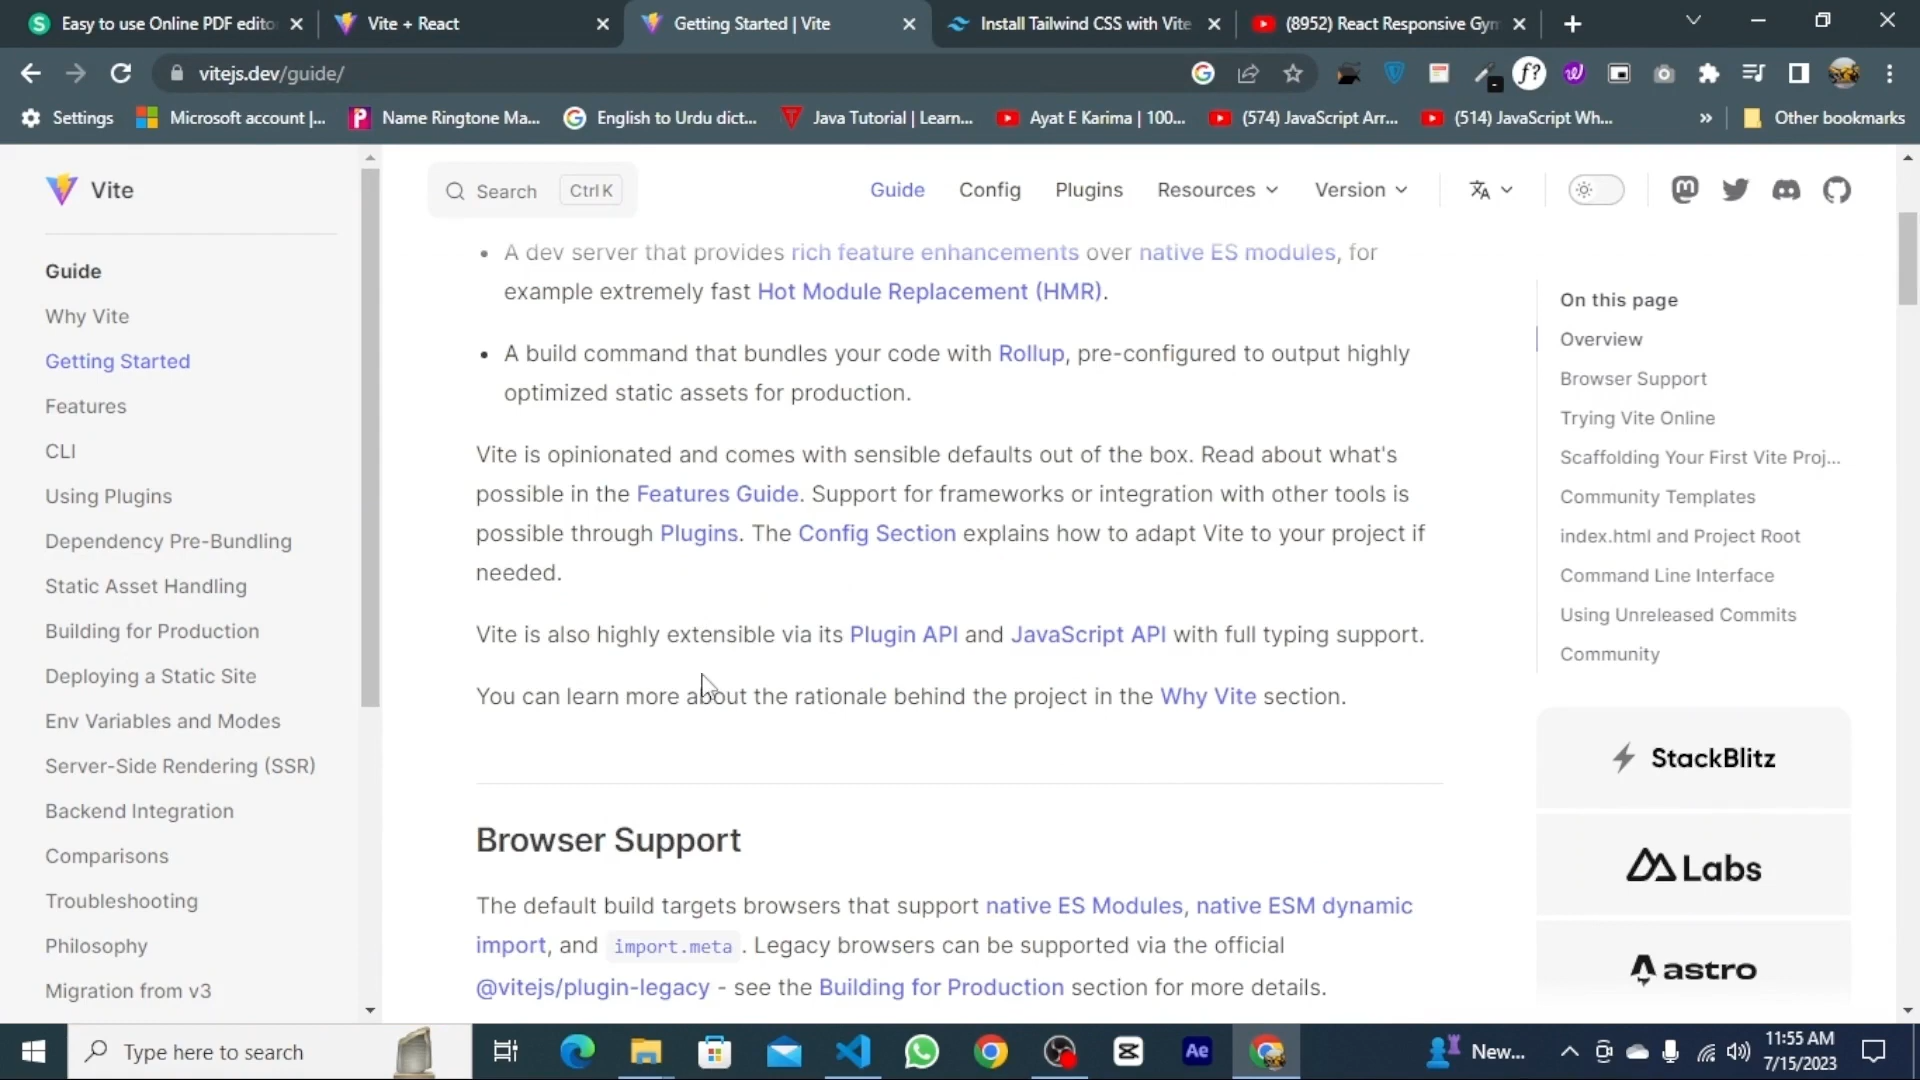 Easy to use Online PDF edito
Vite + React
Getting Started | Vite
Install Tailwind CSS with Vite
(8952) React Responsive Gym
vitejs.dev/guide/
Settings
Microsoft account |...
Name Ringtone Ma...
English to Urdu dict...
Java Tutorial | Learn...
Ayat E Karima | 100...
(574) JavaScript Arr...
(514) JavaScript Wh...
»
Other bookmarks
Vite
Search
Ctrl K
Guide
Config
Plugins
Resources
Version
Guide
Why Vite
Getting Started
Features
CLI
Using Plugins
Dependency Pre-Bundling
Static Asset Handling
Building for Production
Deploying a Static Site
Env Variables and Modes
Server-Side Rendering (SSR)
Backend Integration
Comparisons
Troubleshooting
Philosophy
Migration from v3
• A dev server that provides rich feature enhancements over native ES modules, for
example extremely fast Hot Module Replacement (HMR).
• A build command that bundles your code with Rollup, pre-configured to output highly
optimized static assets for production.
Vite is opinionated and comes with sensible defaults out of the box. Read about what's
possible in the Features Guide. Support for frameworks or integration with other tools is
possible through Plugins. The Config Section explains how to adapt Vite to your project if
needed.
Vite is also highly extensible via its Plugin API and JavaScript API with full typing support.
You can learn more about the rationale behind the project in the Why Vite section.
Browser Support
The default build targets browsers that support native ES Modules, native ESM dynamic
import, and import.meta. Legacy browsers can be supported via the official
@vitejs/plugin-legacy - see the Building for Production section for more details.
On this page
Overview
Browser Support
Trying Vite Online
Scaffolding Your First Vite Proj...
Community Templates
index.html and Project Root
Command Line Interface
Using Unreleased Commits
Community
StackBlitz
Labs
astro
Type here to search
Ae
New...
11:55 AM
7/15/2023